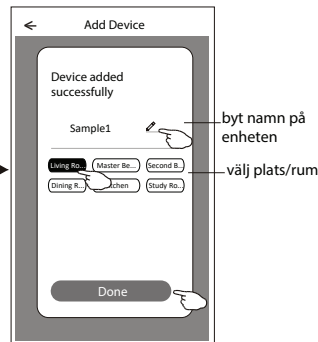 ← Add Device
Device added
successfully
Sample1
byt namn på
enheten
Living Ro... Master Be... Second B...
välj plats/rum
Dining R... tchen Study Ro...
Done